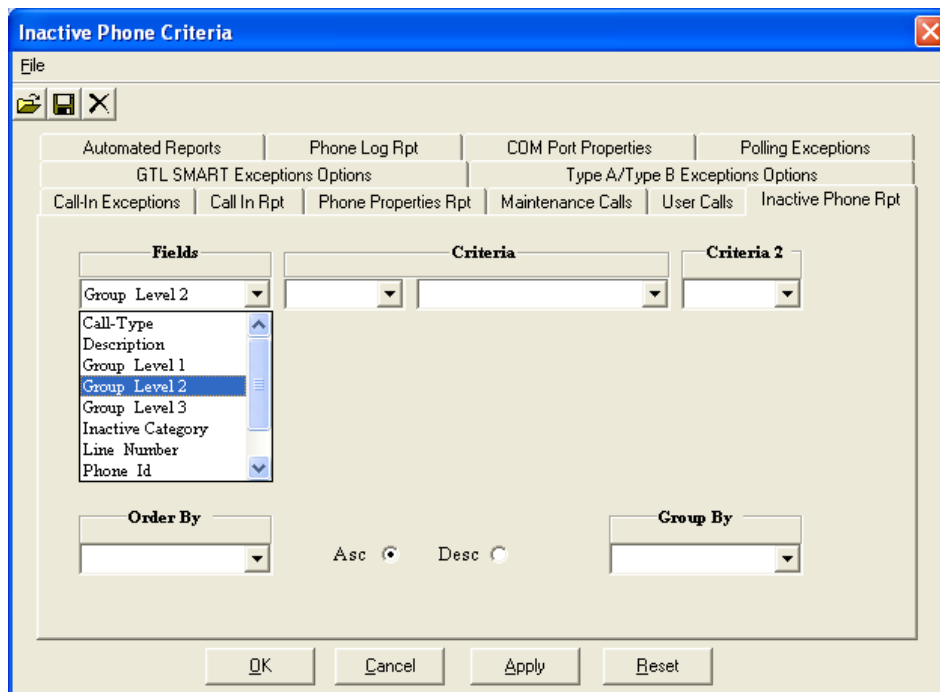 Inactive Phone Criteria
File
Automated Reports Phone Log Rpt COM Port Properties Polling Exceptions
GTL SMART Exceptions Options Type A/Type B Exceptions Options
Call-In Exceptions Call In Rpt Phone Properties Rpt Maintenance Calls User Calls Inactive Phone Rpt
Fields Criteria Criteria 2
Group Level 2
Call-Type
Description
Group Level 1
Group Level 2
Group Level 3
Inactive Category
Line Number
Phone Id
Order By Group By
Asc Desc
OK Cancel Apply Reset